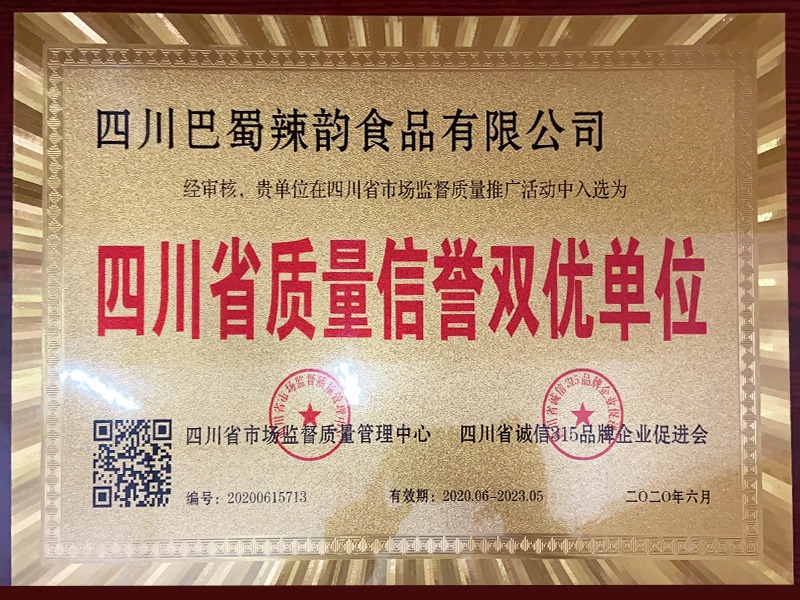 四川巴蜀辣韵食品有限公司
经审核，贵单位在四川省市场监督质量推广活动中入选为
四川省质量信誉双优单位
四川省市场监督质量管理中心
四川省诚信315品牌企业促进会
编号：20200615713
有效期：2020.06-2023.05
二〇二〇年六月